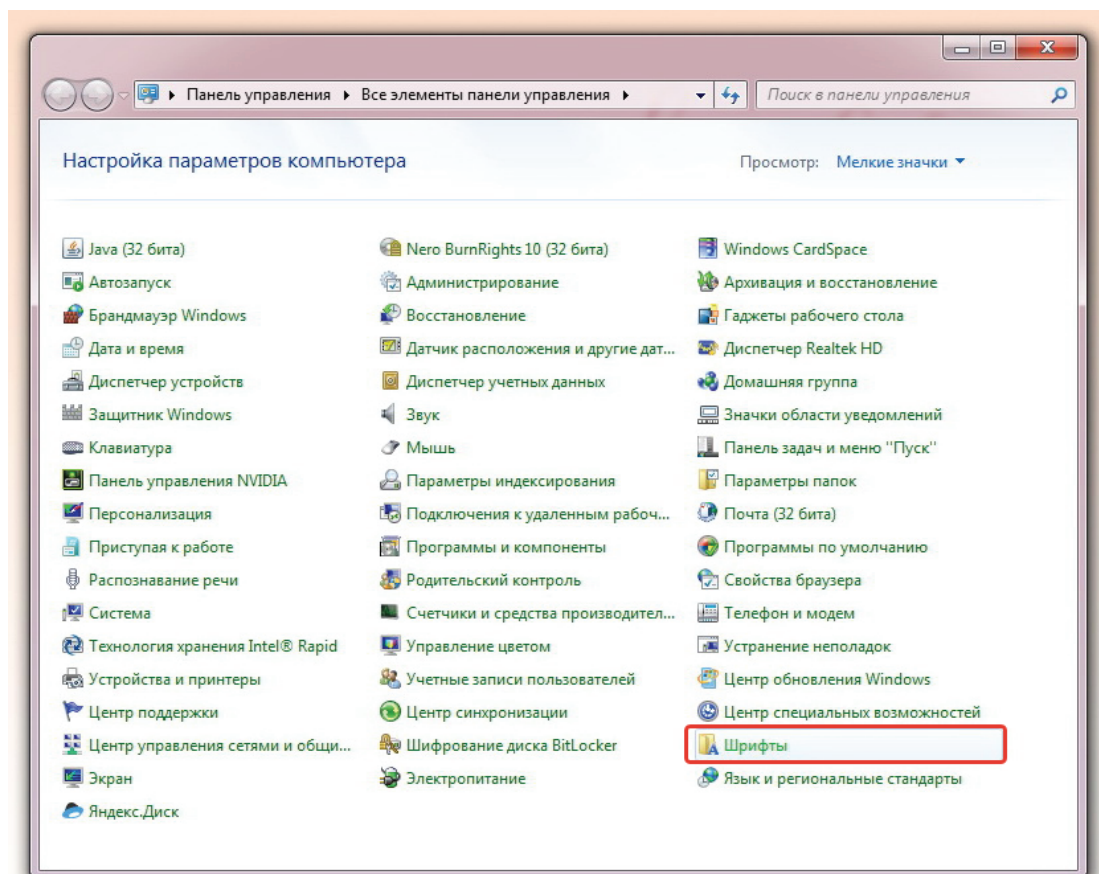 Панель управления ▸ Все элементы панели управления ▸ Поиск в панели управления
Настройка параметров компьютера Просмотр: Мелкие значки
Java (32 бита) Nero BurnRights 10 (32 бита) Windows CardSpace
Автозапуск Администрирование Архивация и восстановление
Брандмауэр Windows Восстановление Гаджеты рабочего стола
Дата и время Датчик расположения и другие дат... Диспетчер Realtek HD
Диспетчер устройств Диспетчер учетных данных Домашняя группа
Защитник Windows Звук Значки области уведомлений
Клавиатура Мышь Панель задач и меню "Пуск"
Панель управления NVIDIA Параметры индексирования Параметры папок
Персонализация Подключения к удаленным рабоч... Почта (32 бита)
Приступая к работе Программы и компоненты Программы по умолчанию
Распознавание речи Родительский контроль Свойства браузера
Система Счетчики и средства производител... Телефон и модем
Технология хранения Intel® Rapid Управление цветом Устранение неполадок
Устройства и принтеры Учетные записи пользователей Центр обновления Windows
Центр поддержки Центр синхронизации Центр специальных возможностей
Центр управления сетями и общи... Шифрование диска BitLocker Шрифты
Экран Электропитание Язык и региональные стандарты
Яндекс.Диск